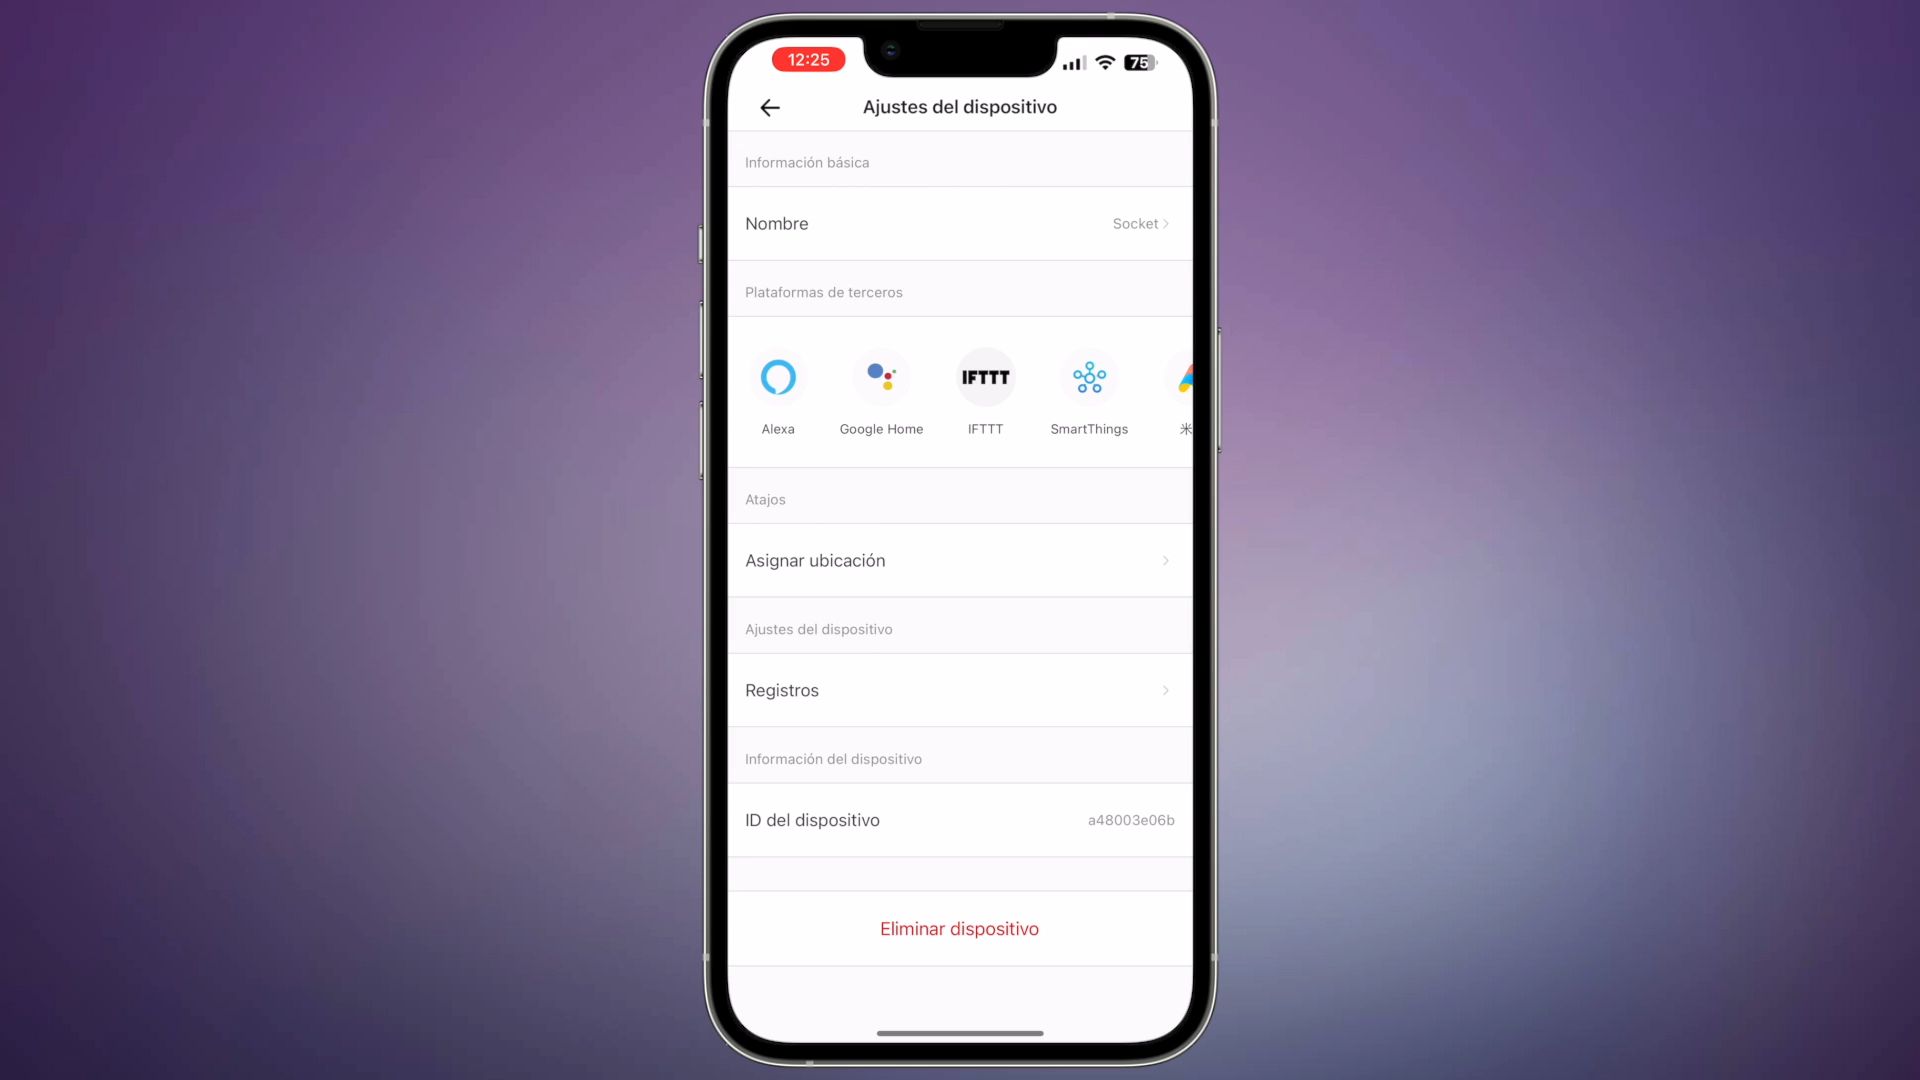 12:25
75
Ajustes del dispositivo
Información básica
Nombre
Socket
Plataformas de terceros
IFTTT
Alexa
Google Home
IFTTT
SmartThings
米
Atajos
Asignar ubicación
Ajustes del dispositivo
Registros
Información del dispositivo
ID del dispositivo
a48003e06b
Eliminar dispositivo